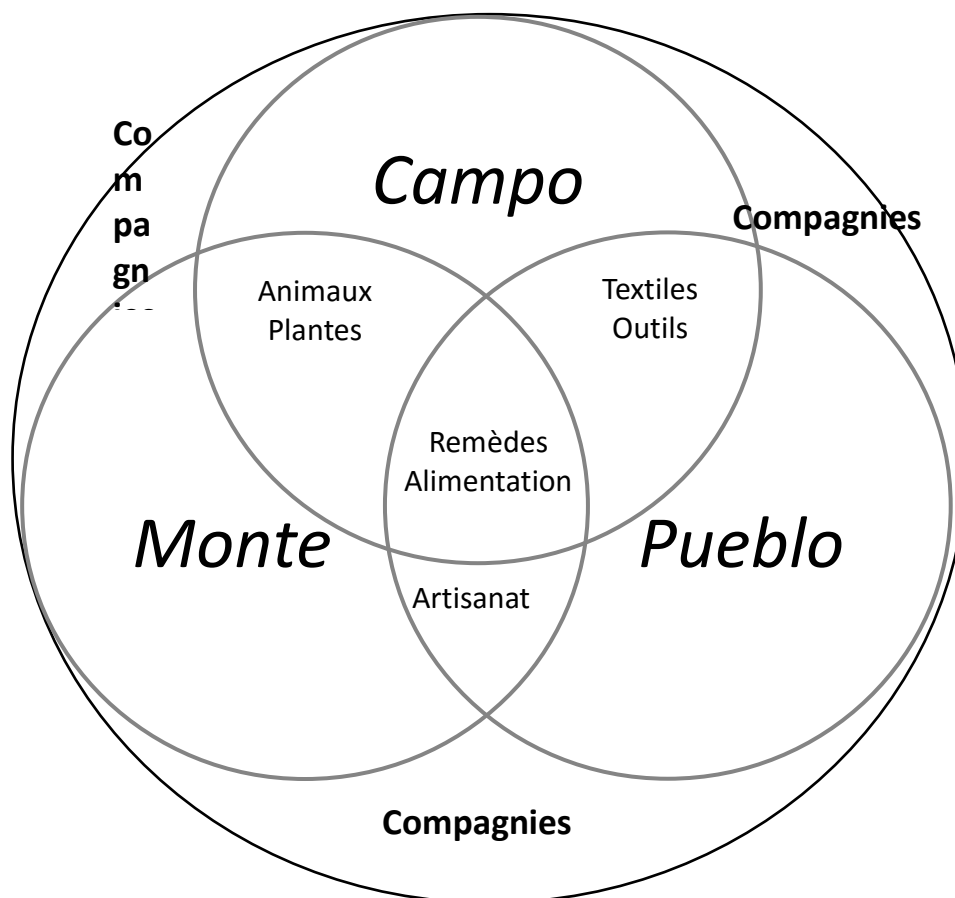 Co
m
pa
gn
Campo
Compagnies
Animaux
Plantes
Textiles
Outils
Remèdes
Alimentation
Monte
Pueblo
Artisanat
Compagnies